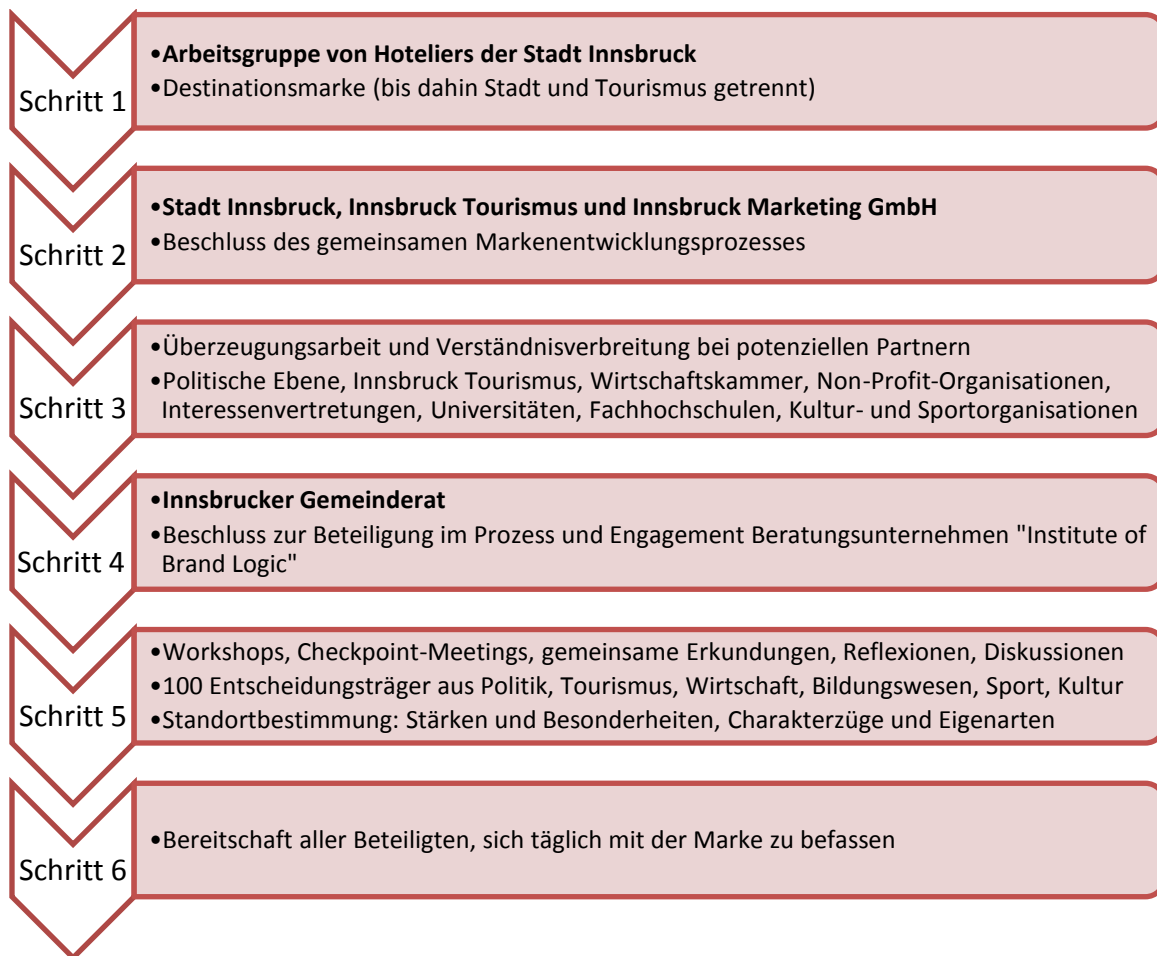 Schritt 1
•Arbeitsgruppe von Hoteliers der Stadt Innsbruck
•Destinationsmarke (bis dahin Stadt und Tourismus getrennt)
Schritt 2
•Stadt Innsbruck, Innsbruck Tourismus und Innsbruck Marketing GmbH
•Beschluss des gemeinsamen Markenentwicklungsprozesses
Schritt 3
•Überzeugungsarbeit und Verständnisverbreitung bei potenziellen Partnern
•Politische Ebene, Innsbruck Tourismus, Wirtschaftskammer, Non-Profit-Organisationen,
Interessenvertretungen, Universitäten, Fachhochschulen, Kultur- und Sportorganisationen
Schritt 4
•Innsbrucker Gemeinderat
•Beschluss zur Beteiligung im Prozess und Engagement Beratungsunternehmen "Institute of
Brand Logic"
Schritt 5
•Workshops, Checkpoint-Meetings, gemeinsame Erkundungen, Reflexionen, Diskussionen
•100 Entscheidungsträger aus Politik, Tourismus, Wirtschaft, Bildungswesen, Sport, Kultur
•Standortbestimmung: Stärken und Besonderheiten, Charakterzüge und Eigenarten
Schritt 6
•Bereitschaft aller Beteiligten, sich täglich mit der Marke zu befassen